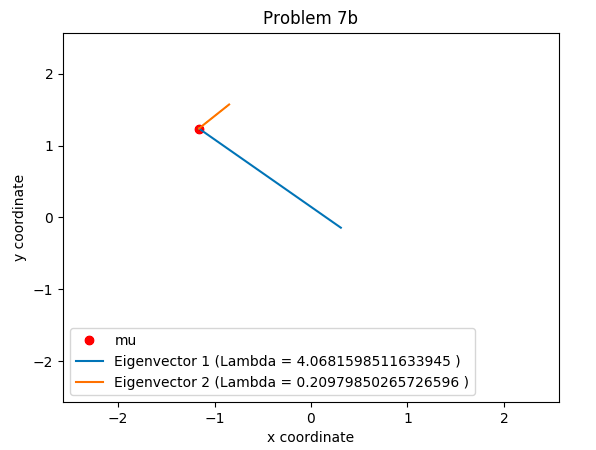 Problem 7b
y coordinate
2
1
0
−1
−2
mu
Eigenvector 1 (Lambda = 4.0681598511633945 )
Eigenvector 2 (Lambda = 0.20979850265726596 )
−2 −1 0 1 2
x coordinate